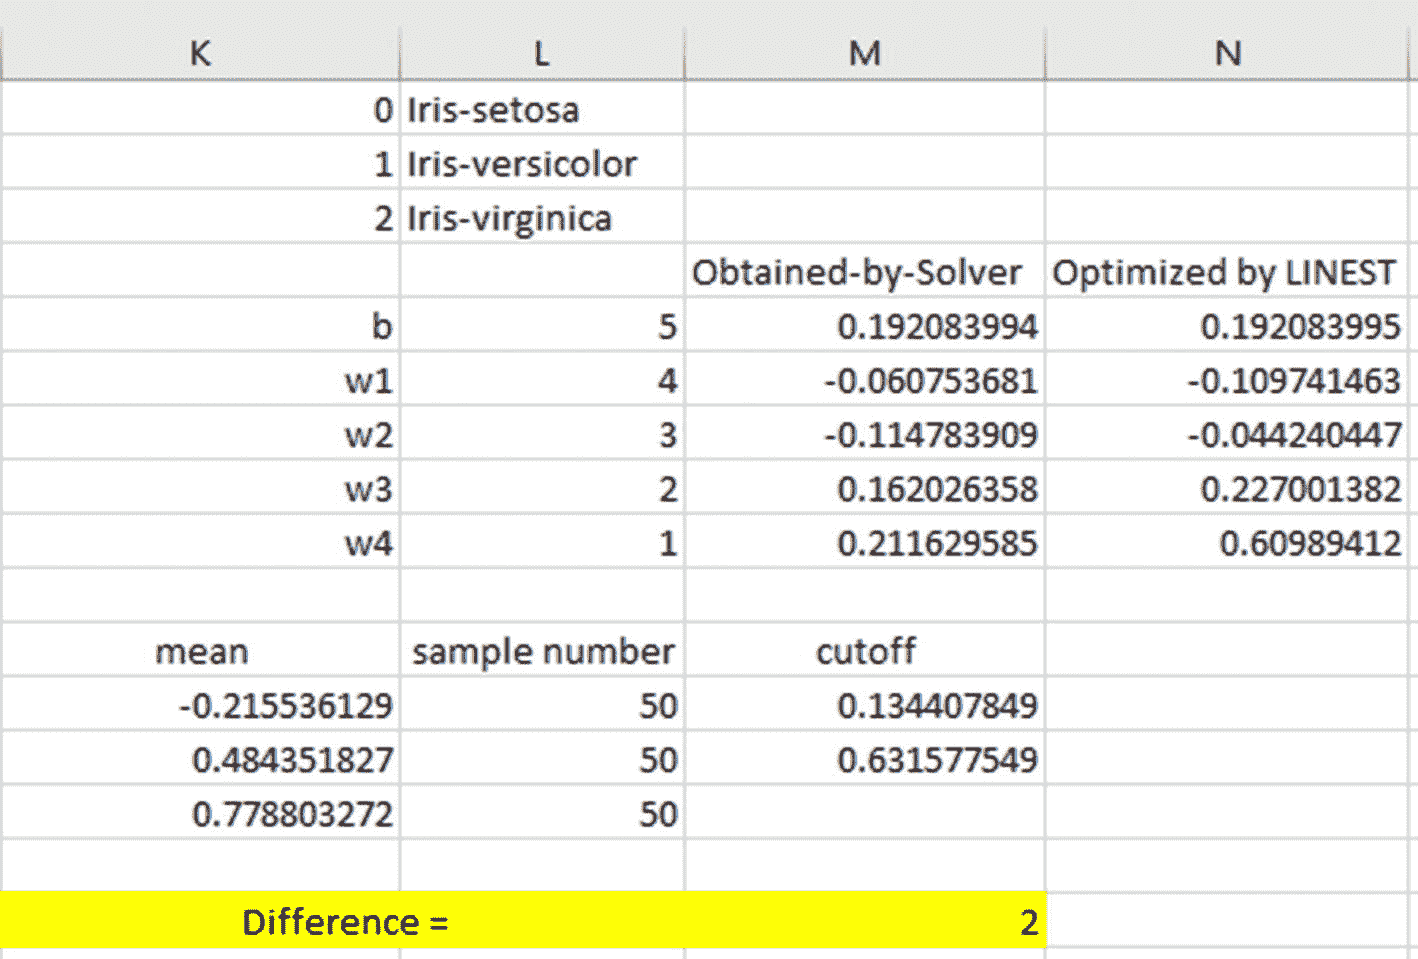 K L M N
0 Iris-setosa
1 Iris-versicolor
2 Iris-virginica
Obtained-by-Solver Optimized by LINEST
b 5 0.192083994 0.192083995
w1 4 -0.060753681 -0.109741463
w2 3 -0.114783909 -0.044240447
w3 2 0.162026358 0.227001382
w4 1 0.211629585 0.60989412
mean sample number cutoff
-0.215536129 50 0.134407849
0.484351827 50 0.631577549
0.778803272 50
Difference = 2